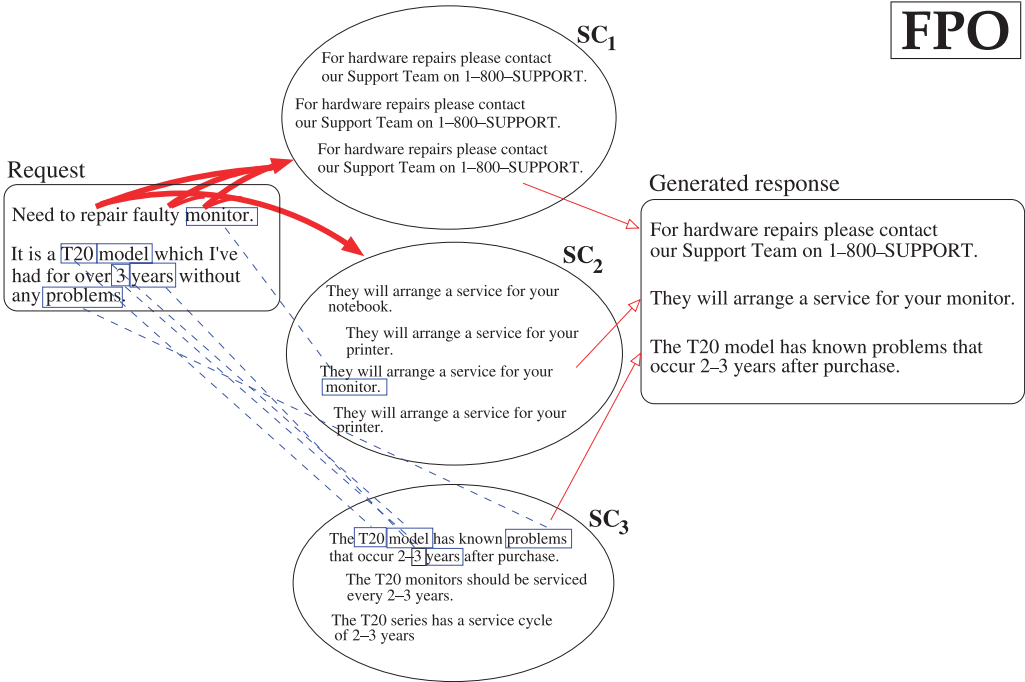 FPO
Request
Need to repair faulty monitor.
It is a T20 model which I've
had for over 3 years without
any problems.
SC1
For hardware repairs please contact
our Support Team on 1–800–SUPPORT.
For hardware repairs please contact
our Support Team on 1–800–SUPPORT.
For hardware repairs please contact
our Support Team on 1–800–SUPPORT.
SC2
They will arrange a service for your
notebook.
They will arrange a service for your
printer.
They will arrange a service for your
monitor.
They will arrange a service for your
printer.
SC3
The T20 model has known problems
that occur 2–3 years after purchase.
The T20 monitors should be serviced
every 2–3 years.
The T20 series has a service cycle
of 2–3 years
Generated response
For hardware repairs please contact
our Support Team on 1–800–SUPPORT.
They will arrange a service for your monitor.
The T20 model has known problems that
occur 2–3 years after purchase.